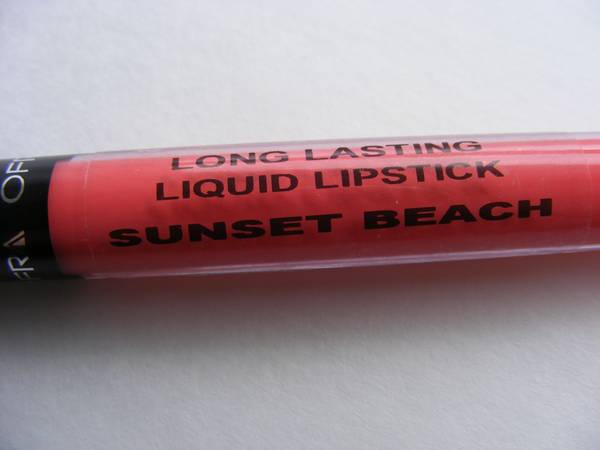 LONG LASTING
LIQUID LIPSTICK
SUNSET BEACH